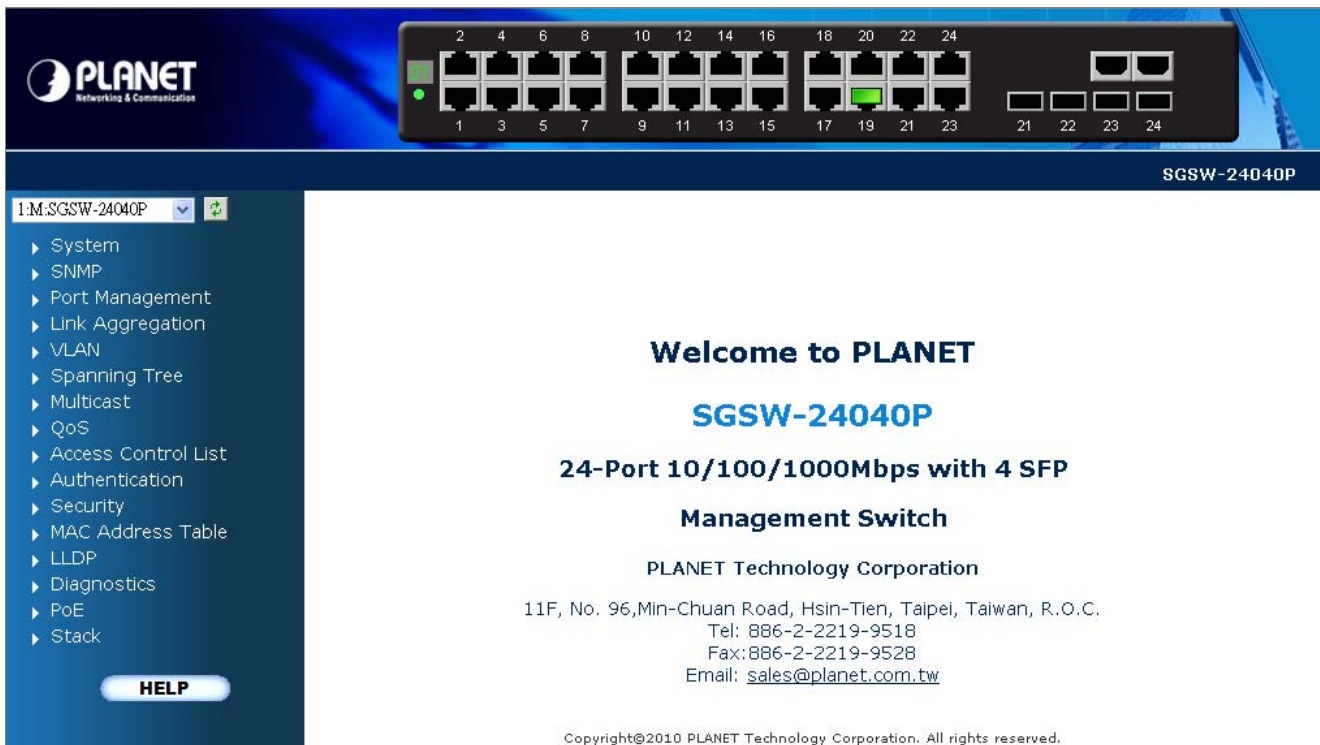 PLANET
Networking & Communication
2 4 6 8 10 12 14 16 18 20 22 24
01
1 3 5 7 9 11 13 15 17 19 21 23 21 22 23 24
SGSW-24040P
1:M:SGSW-24040P
System
SNMP
Port Management
Link Aggregation
VLAN
Spanning Tree
Multicast
QoS
Access Control List
Authentication
Security
MAC Address Table
LLDP
Diagnostics
PoE
Stack
HELP
Welcome to PLANET
SGSW-24040P
24-Port 10/100/1000Mbps with 4 SFP
Management Switch
PLANET Technology Corporation
11F, No. 96,Min-Chuan Road, Hsin-Tien, Taipei, Taiwan, R.O.C.
Tel: 886-2-2219-9518
Fax:886-2-2219-9528
Email: sales@planet.com.tw
Copyright@2010 PLANET Technology Corporation. All rights reserved.